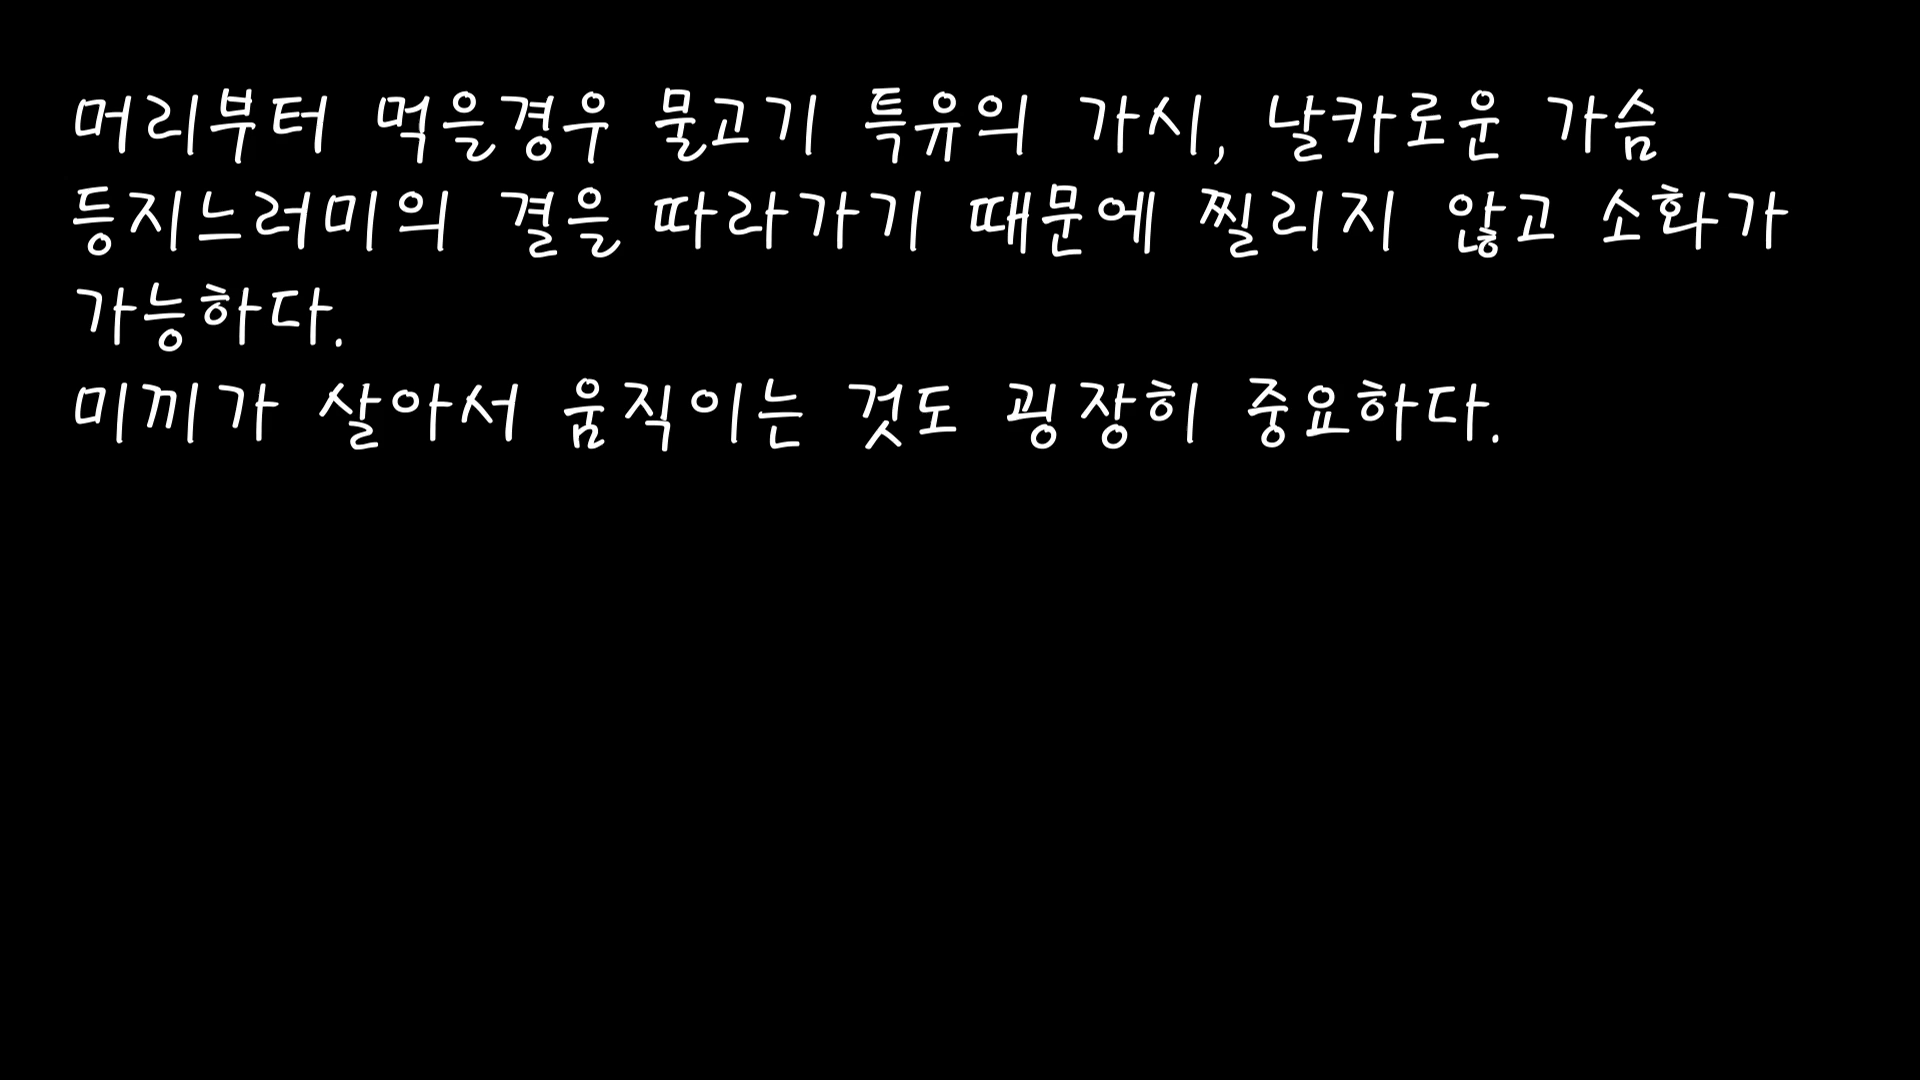 머리부터 먹을경우 물고기 특유의 가시, 날카로운 가슴
등지느러미의 결을 따라가기 때문에 찔리지 않고 소화가
가능하다.
미끼가 살아서 움직이는 것도 굉장히 중요하다.